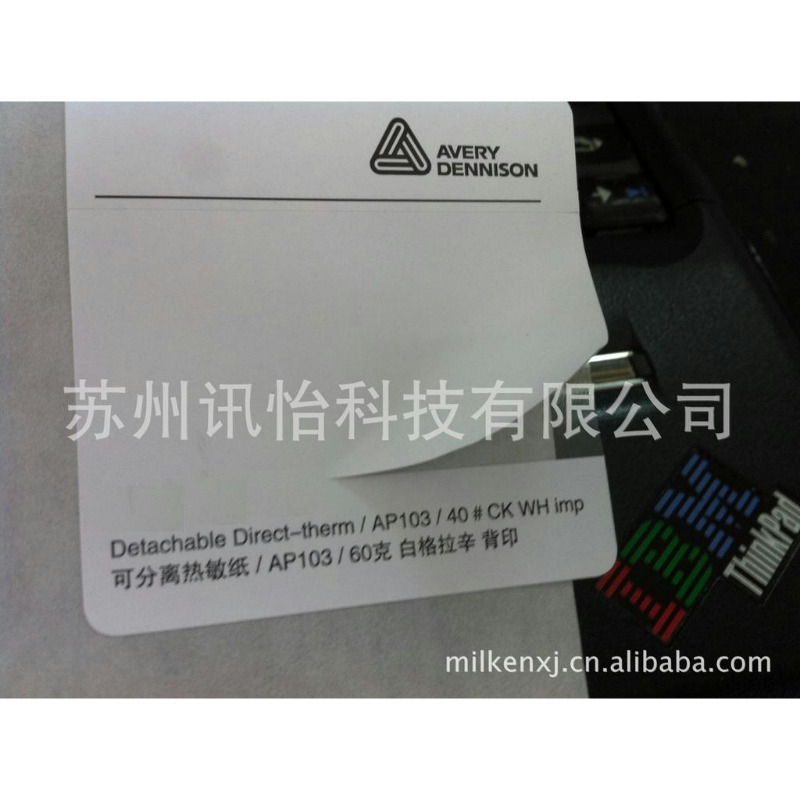 AVERY
DENNISON
苏州讯怡科技有限公司
Detachable Direct-therm / AP103 / 40 # CK WH imp
可分离热敏纸 / AP103 / 60克 白格拉辛 背印
IBM
ThinkPad
milkenxj.cn.alibaba.com